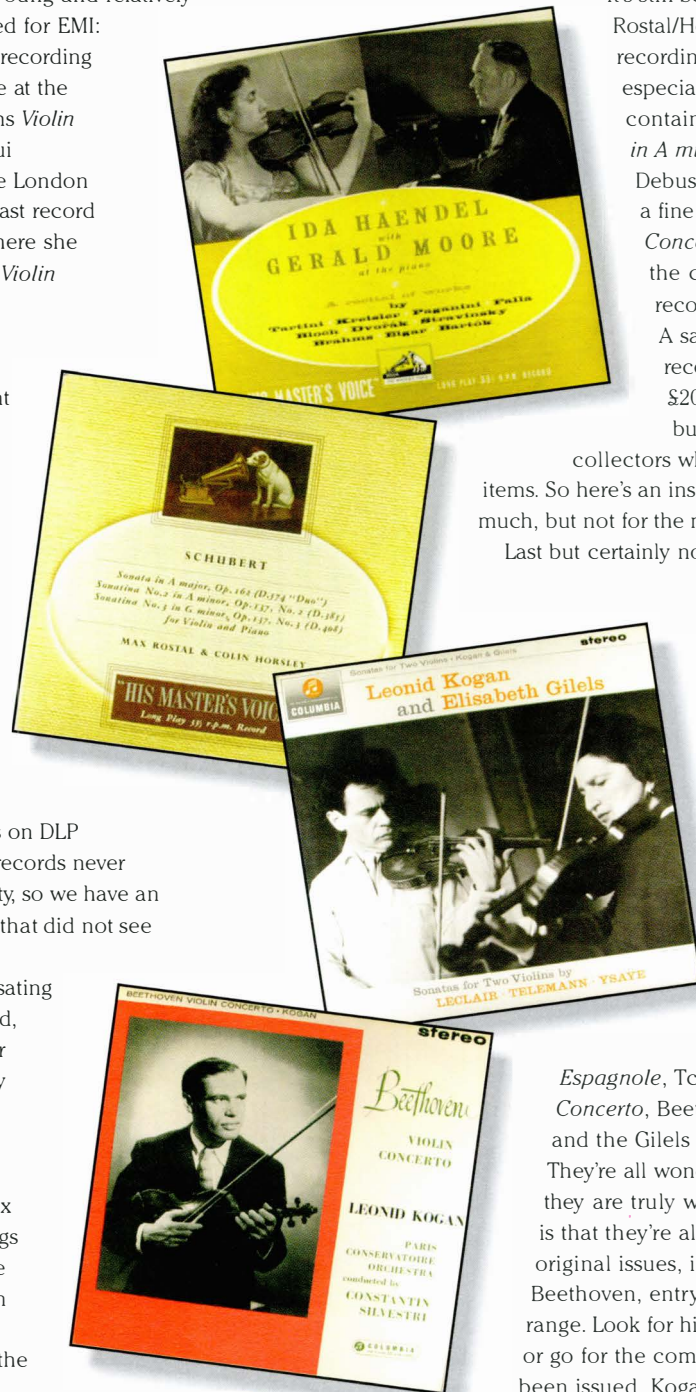 ed for EMI:
recording
e at the
ns Violin
ui
e London
ast record
here she
Violin
nt
s on DLP
records never
ty, so we have an
that did not see
sating
d,
r
y
x
gs
e
n
the
IDA HAENDEL
with
GERALD MOORE
at the piano
A recital of works
by
Tartini Kreisler Paganini Falla
Bloch Dvořák Stravinsky
Brahms Elgar Bartók
MASTER'S VOICE"
LONG PLAY 33⅓ R.P.M. RECORD
SCHUBERT
Sonata in A major, Op.162 (D.574 "Duo")
Sonatina No.2 in A minor, Op.137, No.2 (D.385)
Sonatina No.3 in G minor, Op.137, No.3 (D.408)
for Violin and Piano
MAX ROSTAL & COLIN HORSLEY
"HIS MASTER'S VOIC
Long Play 33⅓ r.p.m. Record
Sonatas for Two Violins • Kogan & Gilels
stereo
COLUMBIA
Leonid Kogan
and Elisabeth Gilels
Sonatas for Two Violins by
LECLAIR · TELEMANN · YSAYE
BEETHOVEN VIOLIN CONCERTO • KOGAN
stereo
Beethoven
VIOLIN
CONCERTO
LEONID KOGAN
PARIS
CONSERVATOIRE
ORCHESTRA
conducted by
CONSTANTIN
SILVESTRI
COLUMBIA
Rostal/H
recordin
especia
contain
in A mi
Debus
a fine
Conce
the c
reco
A sa
reco
£20
bu
collectors wh
items. So here's an ins
much, but not for the m
Last but certainly no
Espagnole, Tc
Concerto, Bee
and the Gilels
They're all won
they are truly w
is that they're al
original issues, i
Beethoven, entry
range. Look for hi
or go for the com
been issued. Kogan